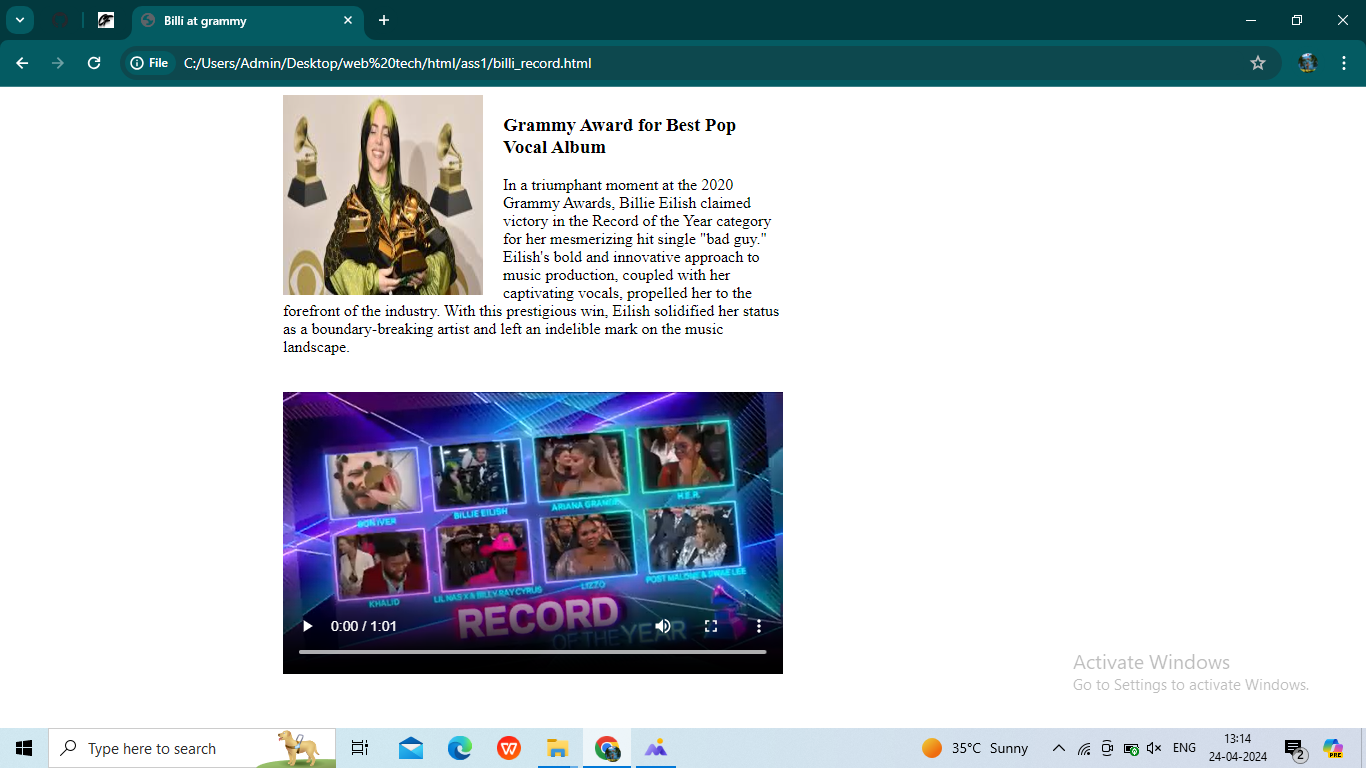 Billi at grammy
File
C:/Users/Admin/Desktop/web%20tech/html/ass1/billi_record.html
Grammy Award for Best Pop
Vocal Album
In a triumphant moment at the 2020
Grammy Awards, Billie Eilish claimed
victory in the Record of the Year category
for her mesmerizing hit single "bad guy."
Eilish's bold and innovative approach to
music production, coupled with her
captivating vocals, propelled her to the
forefront of the industry. With this prestigious win, Eilish solidified her status
as a boundary-breaking artist and left an indelible mark on the music
landscape.
BON IVER
BILLIE EILISH
ARIANA GRANDE
H.E.R.
KHALID
LIL NAS X & BILLY RAY CYRUS
LIZZO
POST MALONE & SWAE LEE
RECORD
OF THE YEAR
0:00 / 1:01
Activate Windows
Go to Settings to activate Windows.
Type here to search
35°C Sunny
ENG
13:14
24-04-2024
2
PRE